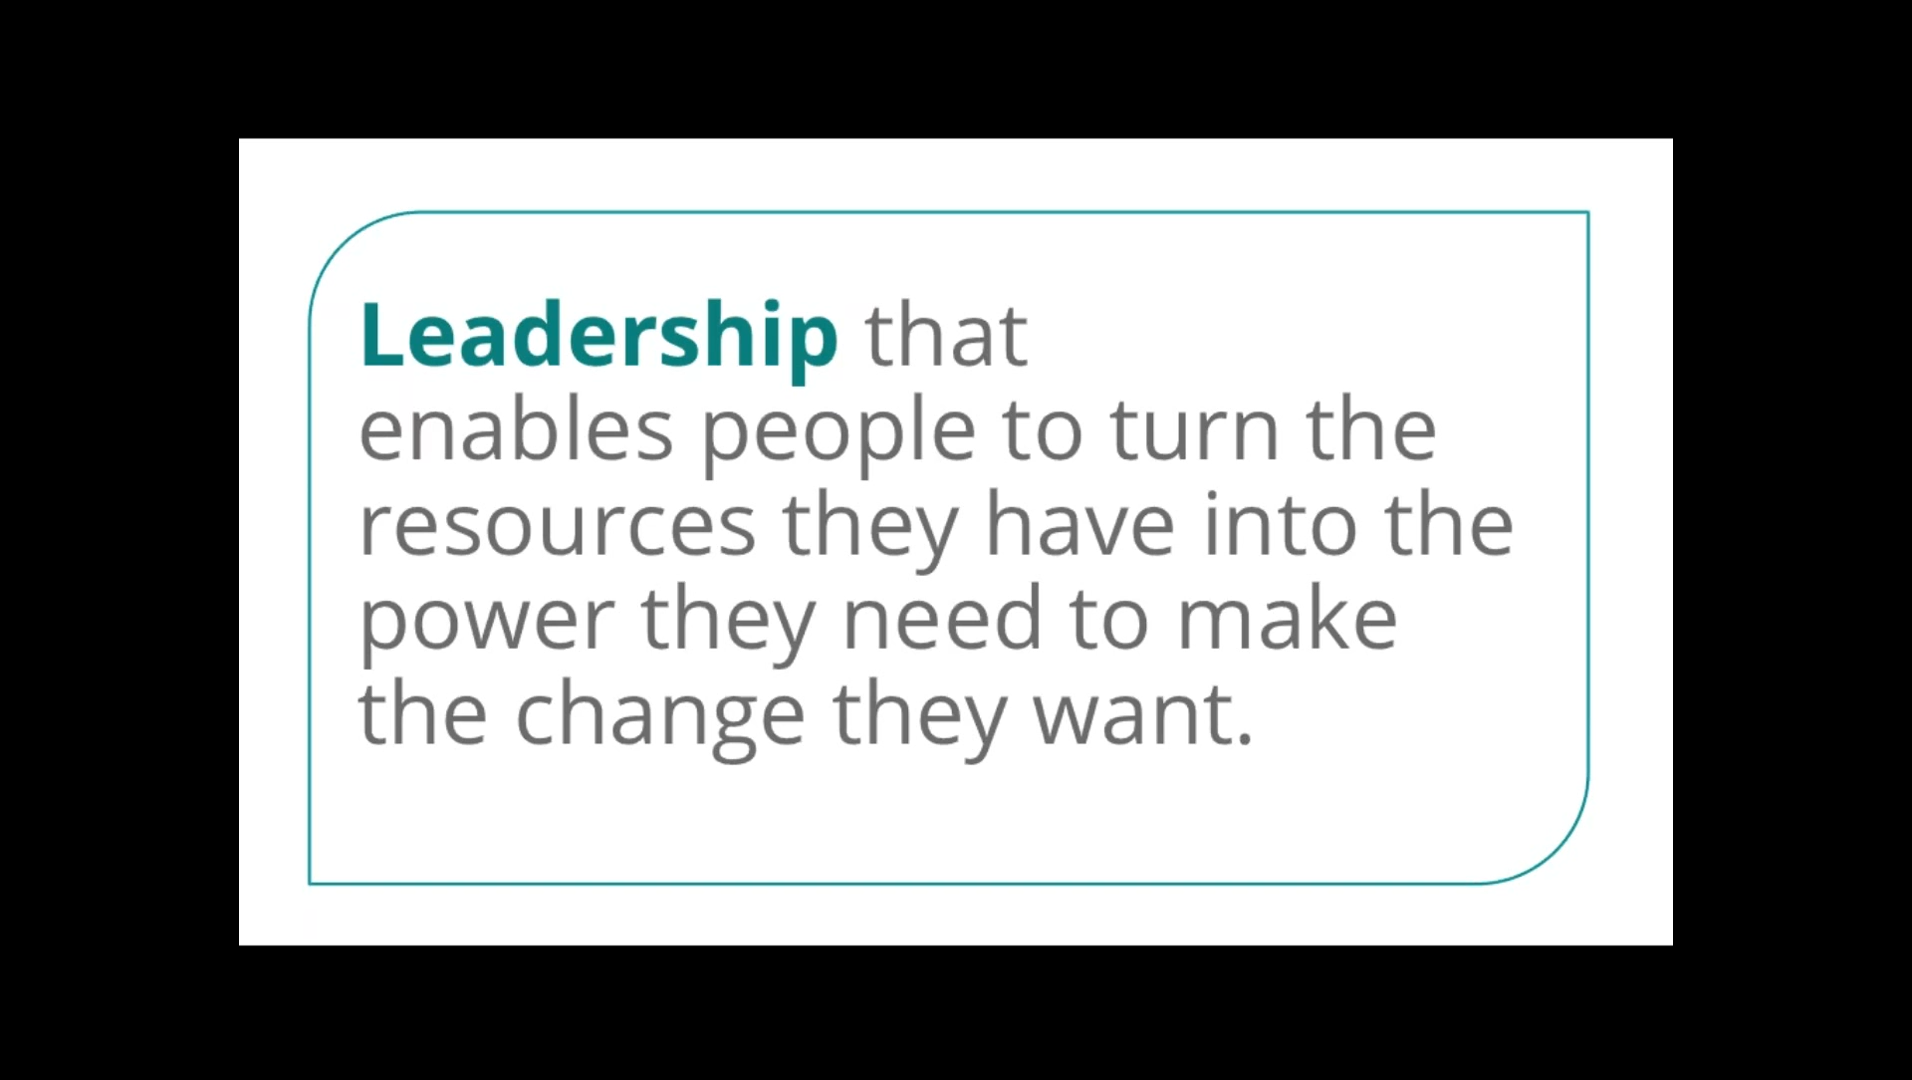 Leadership that
enables people to turn the
resources they have into the
power they need to make
the change they want.